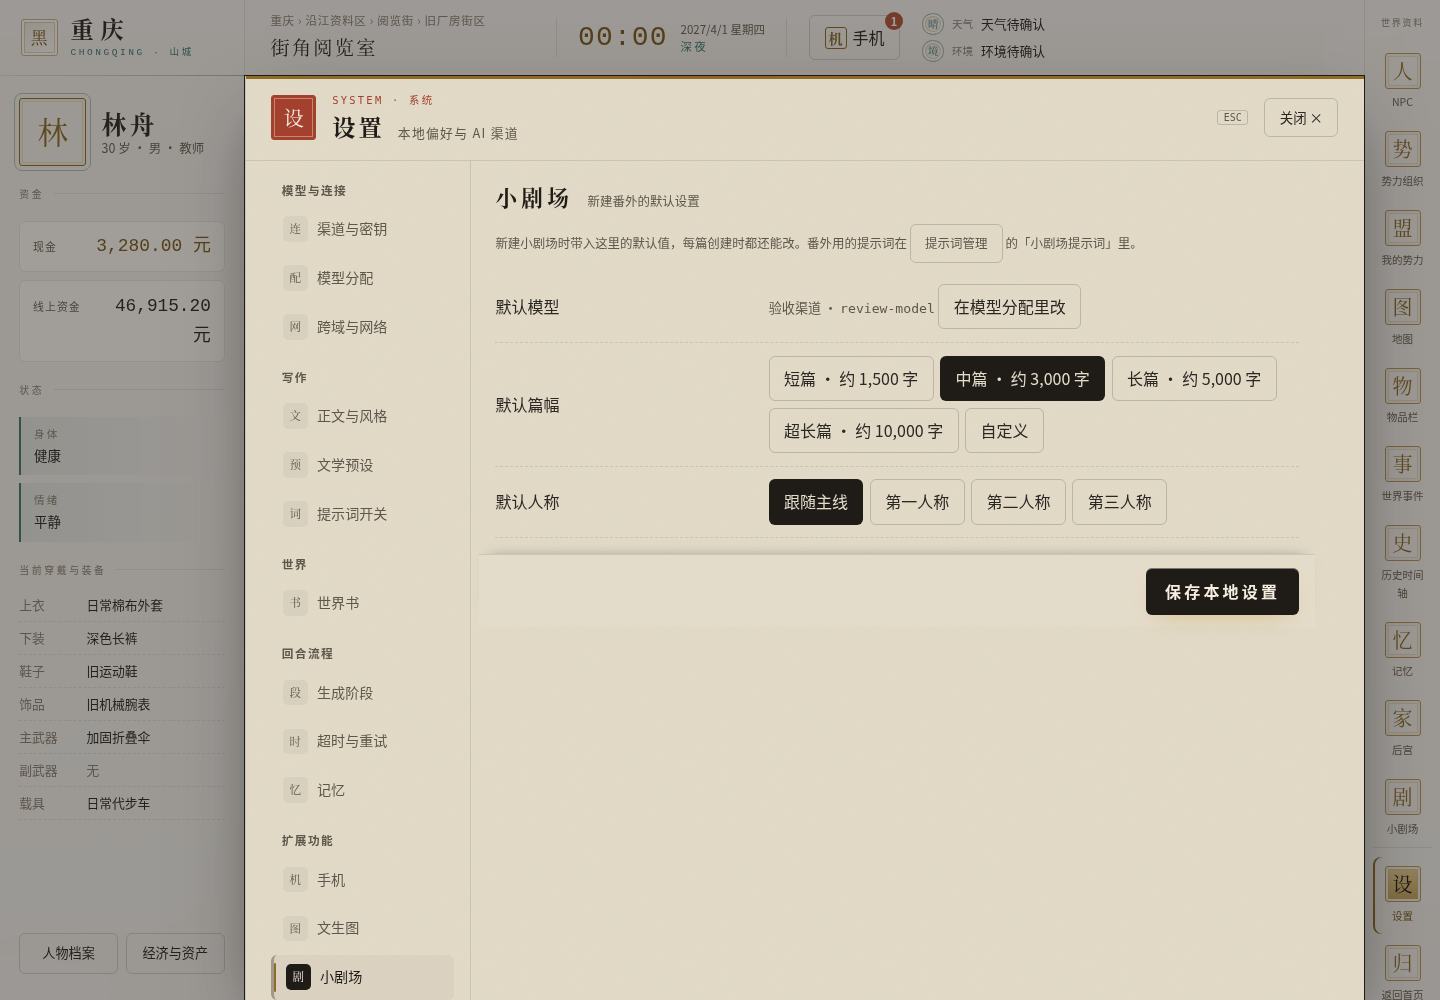 黑
重庆
CHONGQING · 山城
重庆 › 沿江资料区 › 阅览街 › 旧厂房街区
街角阅览室
00:00
2027/4/1 星期四
深夜
机 手机 1
晴 天气 天气待确认
境 环境 环境待确认
世界资料
林
林舟
30 岁 · 男 · 教师
资金
现金 3,280.00 元
线上资金 46,915.20
元
状态
身体
健康
情绪
平静
当前穿戴与装备
上衣 日常棉布外套
下装 深色长裤
鞋子 旧运动鞋
饰品 旧机械腕表
主武器 加固折叠伞
副武器 无
载具 日常代步车
人物档案 经济与资产
设
SYSTEM · 系统
设置 本地偏好与 AI 渠道
ESC
关闭 ×
模型与连接
连 渠道与密钥
配 模型分配
网 跨域与网络
写作
文 正文与风格
预 文学预设
词 提示词开关
世界
书 世界书
回合流程
段 生成阶段
时 超时与重试
忆 记忆
扩展功能
机 手机
图 文生图
剧 小剧场
小剧场 新建番外的默认设置
新建小剧场时带入这里的默认值，每篇创建时都还能改。番外用的提示词在 提示词管理 的「小剧场提示词」里。
默认模型 验收渠道 · review-model 在模型分配里改
默认篇幅
短篇 · 约 1,500 字 中篇 · 约 3,000 字 长篇 · 约 5,000 字
超长篇 · 约 10,000 字 自定义
默认人称 跟随主线 第一人称 第二人称 第三人称
保存本地设置
人
NPC
势
势力组织
盟
我的势力
图
地图
物
物品栏
事
世界事件
史
历史时间
轴
忆
记忆
家
后宫
剧
小剧场
设
设置
归
返回首页